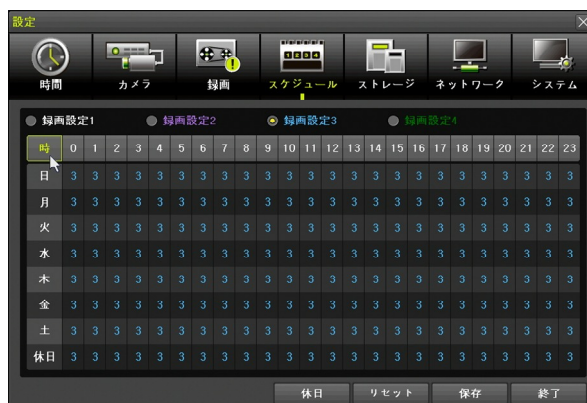 設定
時間 カメラ 録画 スケジュール ストレージ ネットワーク システム
録画設定1 録画設定2 録画設定3 録画設定4
時 0 1 2 3 4 5 6 7 8 9 10 11 12 13 14 15 16 17 18 19 20 21 22 23
日 3 3 3 3 3 3 3 3 3 3 3 3 3 3 3 3 3 3 3 3 3 3 3 3
月 3 3 3 3 3 3 3 3 3 3 3 3 3 3 3 3 3 3 3 3 3 3 3 3
火 3 3 3 3 3 3 3 3 3 3 3 3 3 3 3 3 3 3 3 3 3 3 3 3
水 3 3 3 3 3 3 3 3 3 3 3 3 3 3 3 3 3 3 3 3 3 3 3 3
木 3 3 3 3 3 3 3 3 3 3 3 3 3 3 3 3 3 3 3 3 3 3 3 3
金 3 3 3 3 3 3 3 3 3 3 3 3 3 3 3 3 3 3 3 3 3 3 3 3
土 3 3 3 3 3 3 3 3 3 3 3 3 3 3 3 3 3 3 3 3 3 3 3 3
休日 3 3 3 3 3 3 3 3 3 3 3 3 3 3 3 3 3 3 3 3 3 3 3 3
休日 リセット 保存 終了